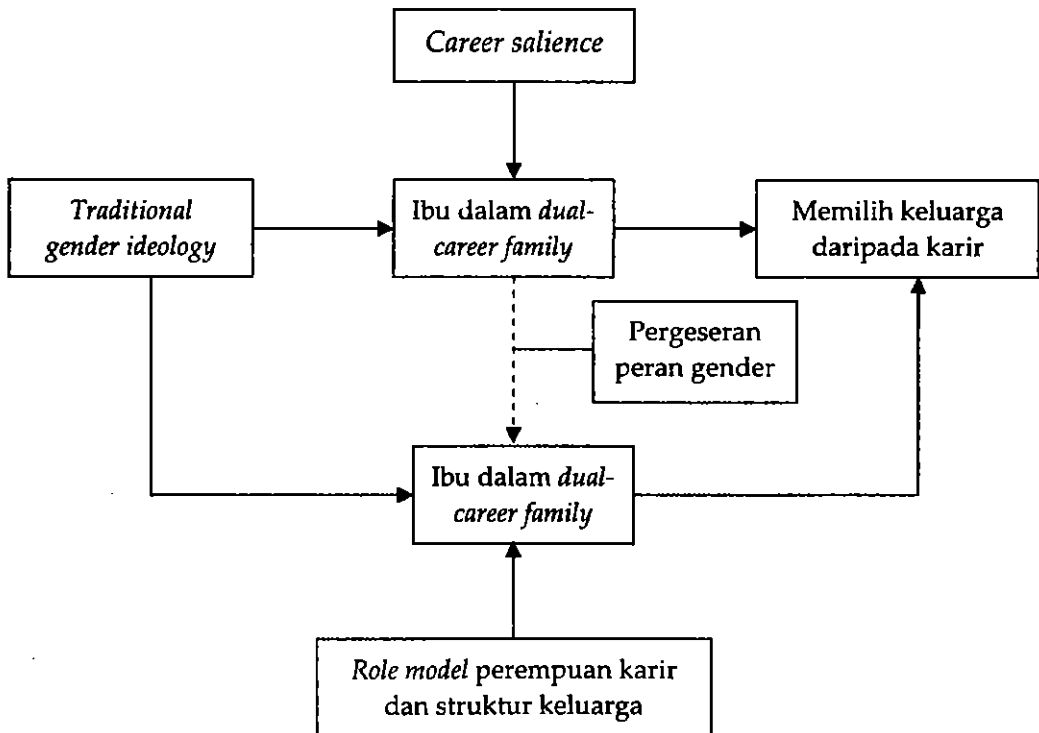 Career salience
Traditional
gender ideology
Ibu dalam dual-
career family
Memilih keluarga
daripada karir
Pergeseran
peran gender
Ibu dalam dual-
career family
Role model perempuan karir
dan struktur keluarga